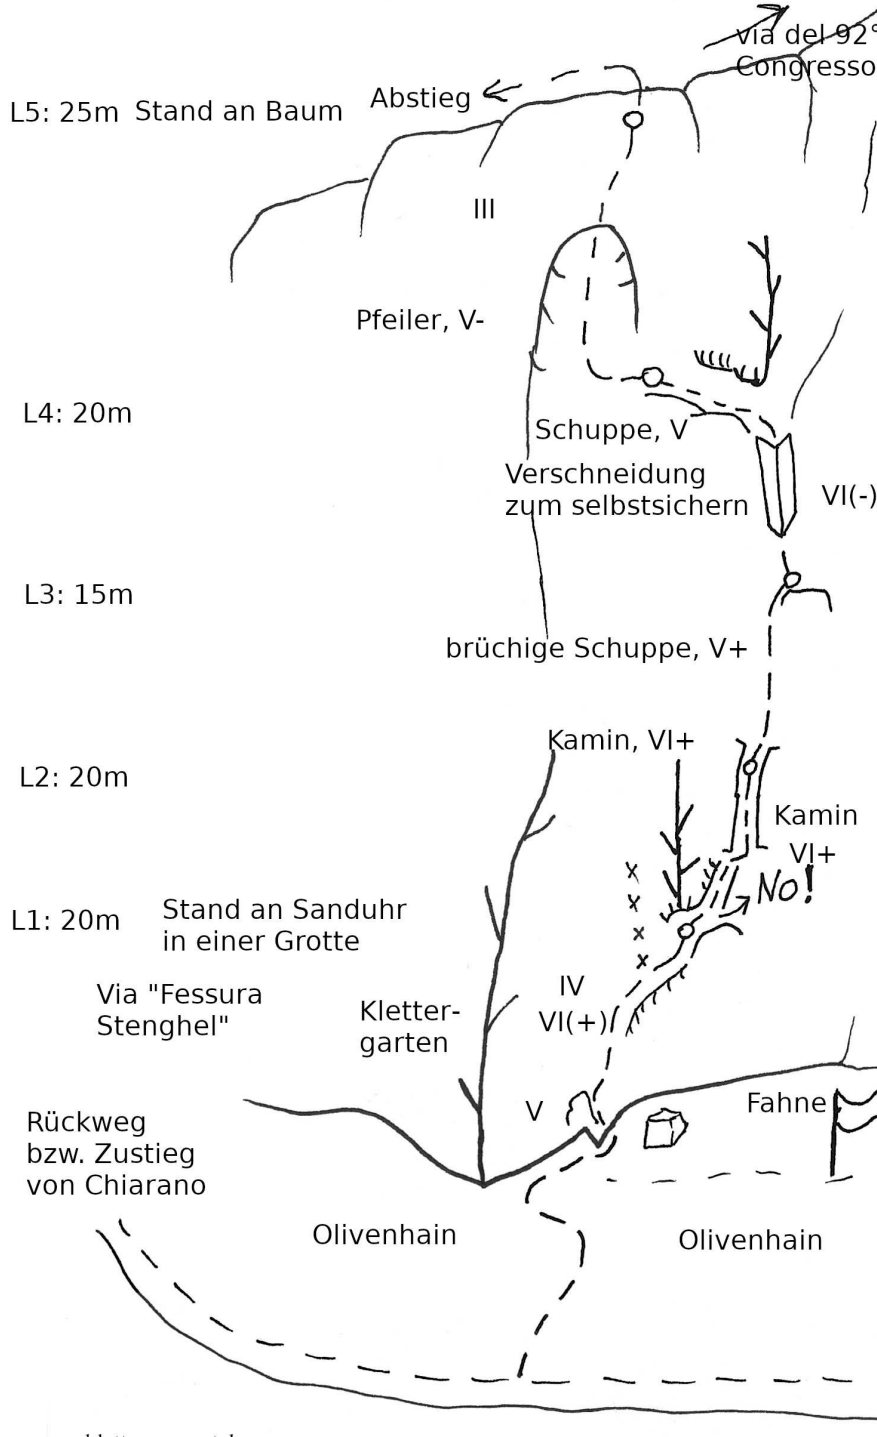 via del 92°
Congresso
Abstieg
L5: 25m Stand an Baum
III
Pfeiler, V-
L4: 20m
Schuppe, V
Verschneidung
zum selbstsichern
VI(-)
L3: 15m
brüchige Schuppe, V+
Kamin, VI+
L2: 20m
Kamin
VI+
No!
L1: 20m
Stand an Sanduhr
in einer Grotte
IV
VI(+)
Via "Fessura
Stenghel"
Kletter-
garten
V
Fahne
Rückweg
bzw. Zustieg
von Chiarano
Olivenhain
Olivenhain